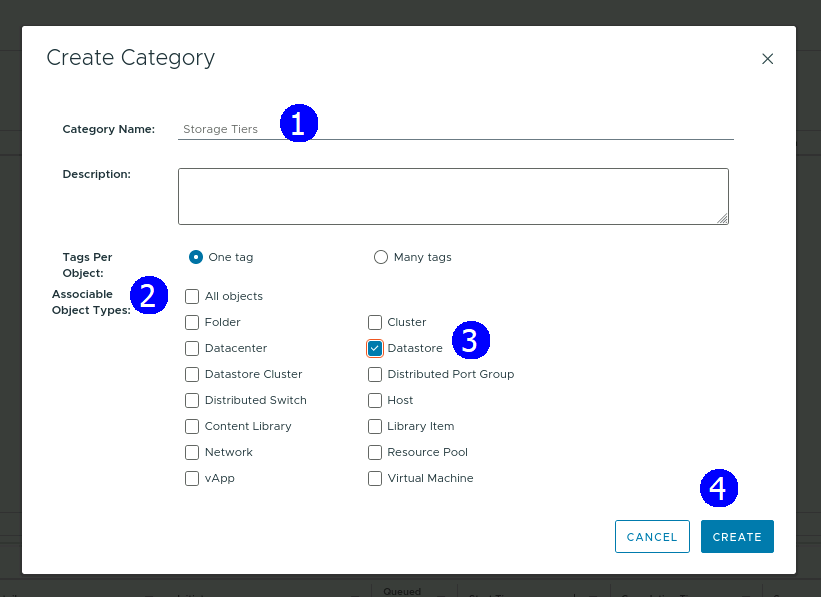 Create Category
Category Name: Storage Tiers 1
Description:
Tags Per Object: One tag Many tags
Associable Object Types: 2 All objects
Folder Cluster
Datacenter Datastore 3
Datastore Cluster Distributed Port Group
Distributed Switch Host
Content Library Library Item
Network Resource Pool
vApp Virtual Machine
4
CANCEL CREATE
Queued